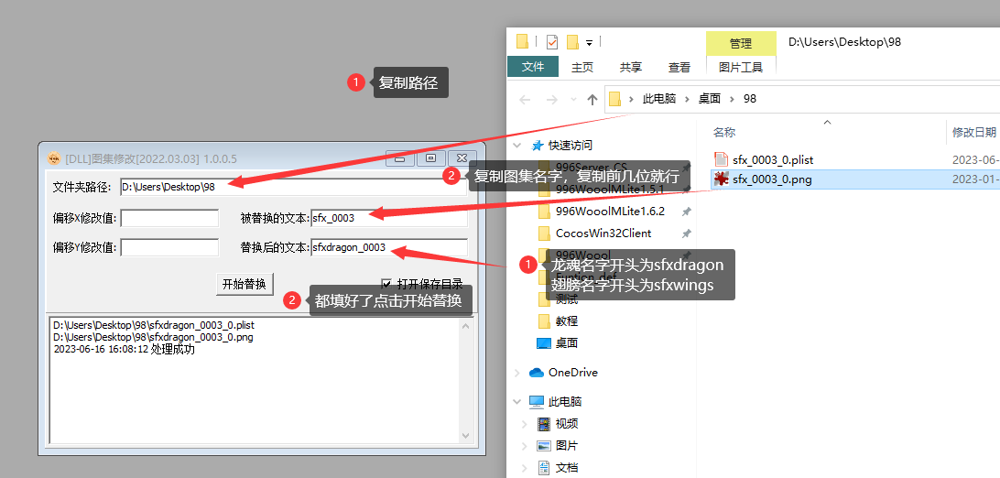 1 复制路径
[DLL]图集修改[2022.03.03] 1.0.0.5
文件夹路径: D:\Users\Desktop\98
偏移X修改值: 被替换的文本: sfx_0003
偏移Y修改值: 替换后的文本: sfxdragon_0003
开始替换 打开保存目录
2 都填好了点击开始替换
D:\Users\Desktop\98\sfxdragon_0003_0.plist
D:\Users\Desktop\98\sfxdragon_0003_0.png
2023-06-16 16:08:12 处理成功
管理 D:\Users\Desktop\98
文件 主页 共享 查看 图片工具
此电脑 桌面 98
名称 修改日期
sfx_0003_0.plist 2023-06-
sfx_0003_0.png 2023-01-
快速访问
996Server_CS
2 复制图集名字，复制前几位就行
996WooolMLite1.5.1
996WooolMLite1.6.2
CocosWin32Client
996Woool
1 龙魂名字开头为sfxdragon
翅膀名字开头为sfxwings
Fuction_def
测试
教程
桌面
OneDrive
此电脑
视频
图片
文档